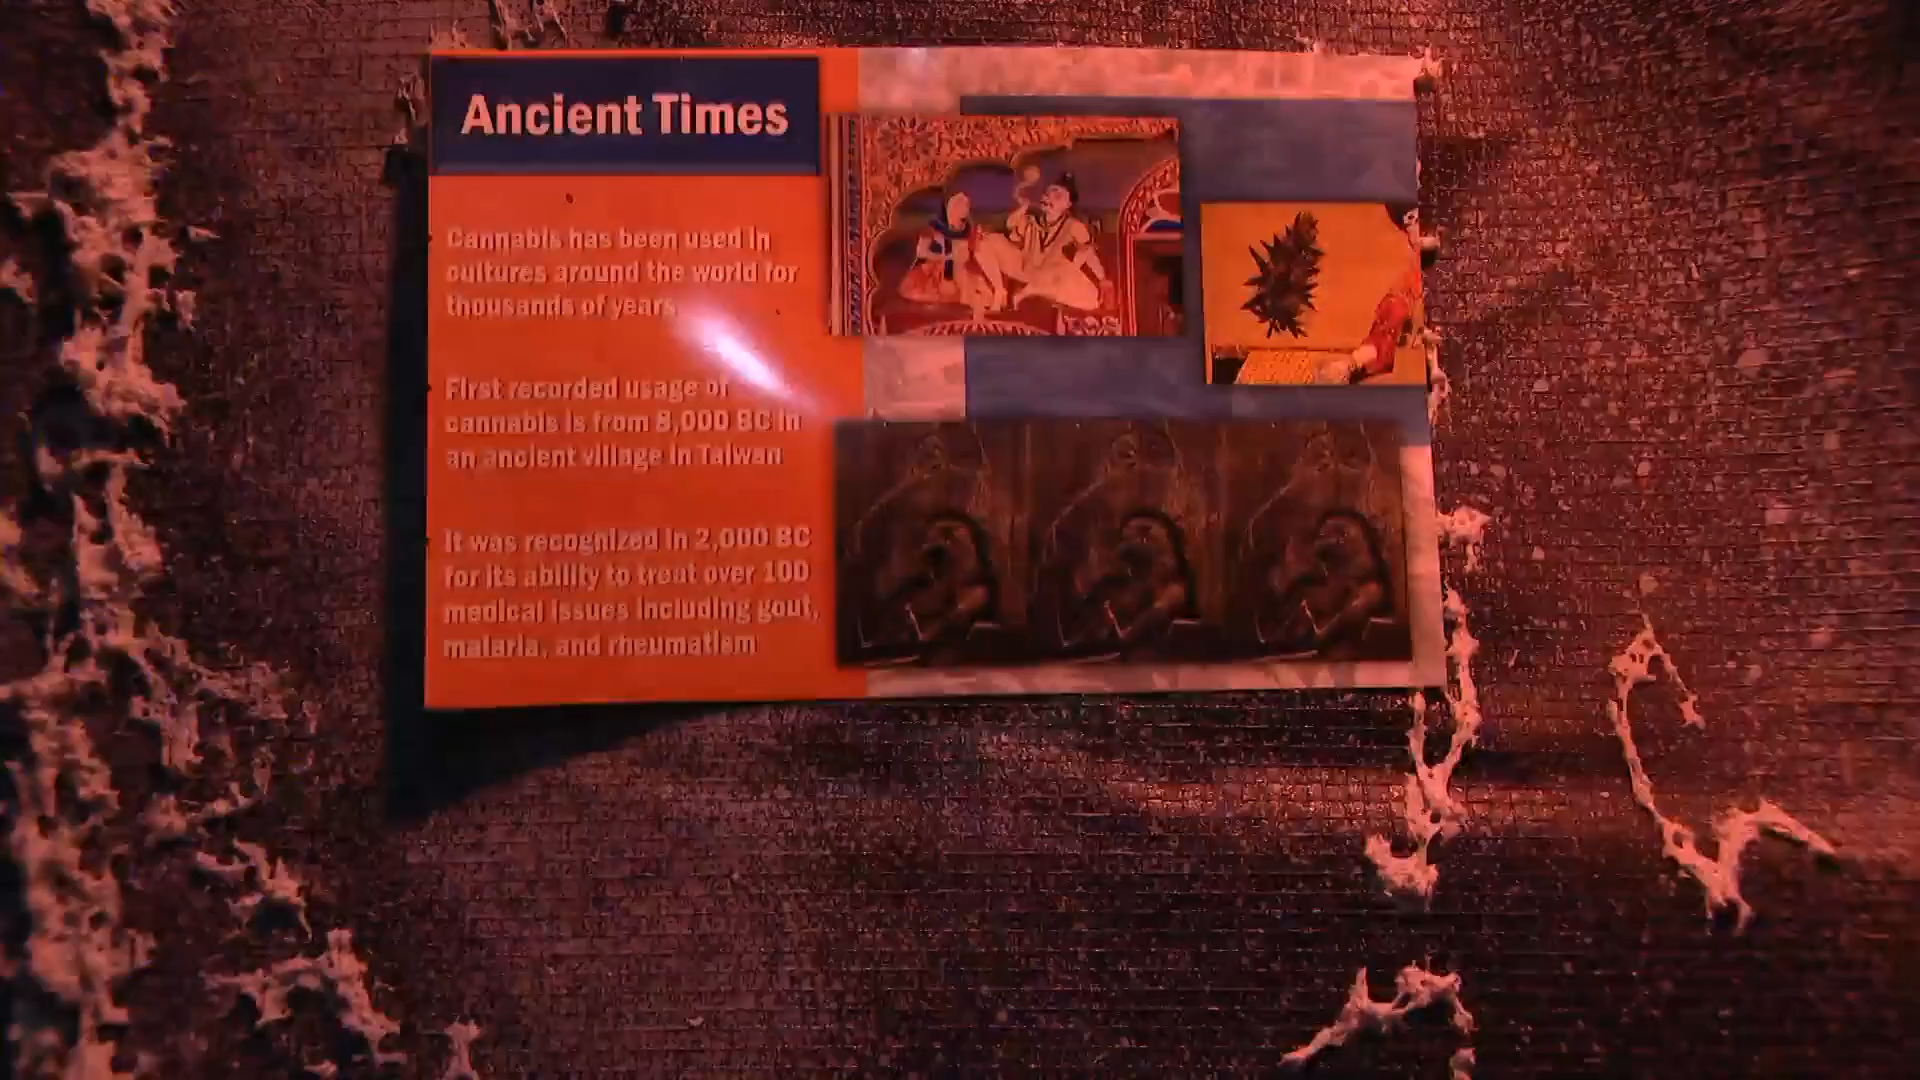 Ancient Times
Cannabis has been used in
cultures around the world for
thousands of years
First recorded usage of
cannabis is from 8,000 BC in
an ancient village in Taiwan
It was recognized in 2,000 BC
for its ability to treat over 100
medical issues including gout,
malaria, and rheumatism